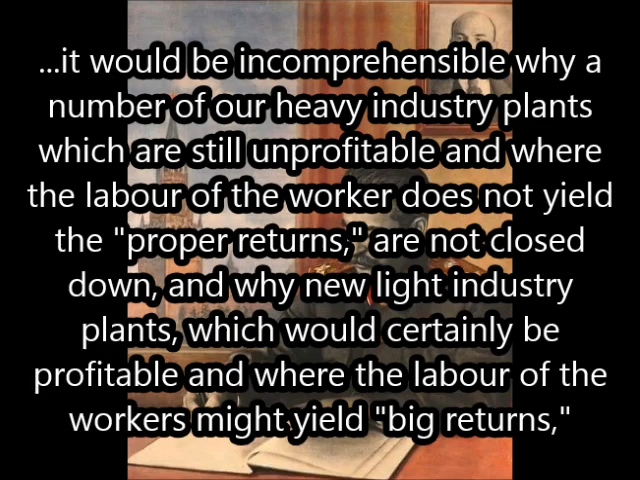 ...it would be incomprehensible why a
number of our heavy industry plants
which are still unprofitable and where
the labour of the worker does not yield
the "proper returns," are not closed
down, and why new light industry
plants, which would certainly be
profitable and where the labour of the
workers might yield "big returns,"